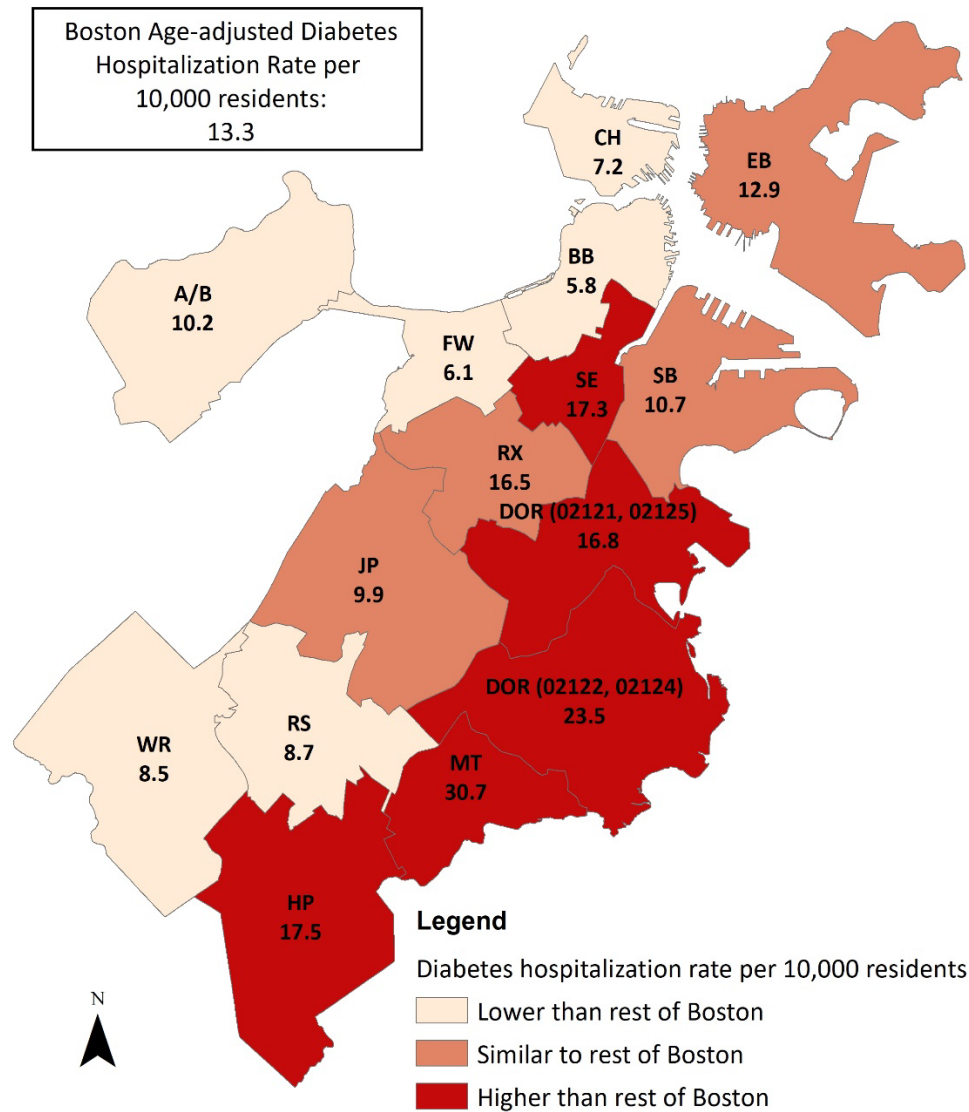 Boston Age-adjusted Diabetes
Hospitalization Rate per
10,000 residents:
13.3
CH
7.2
EB
12.9
BB
5.8
A/B
10.2
FW
6.1
SE
17.3
SB
10.7
RX
16.5
DOR (02121, 02125)
16.8
JP
9.9
DOR (02122, 02124)
23.5
RS
8.7
WR
8.5
MT
30.7
HP
17.5
Legend
Diabetes hospitalization rate per 10,000 residents
Lower than rest of Boston
Similar to rest of Boston
Higher than rest of Boston
N